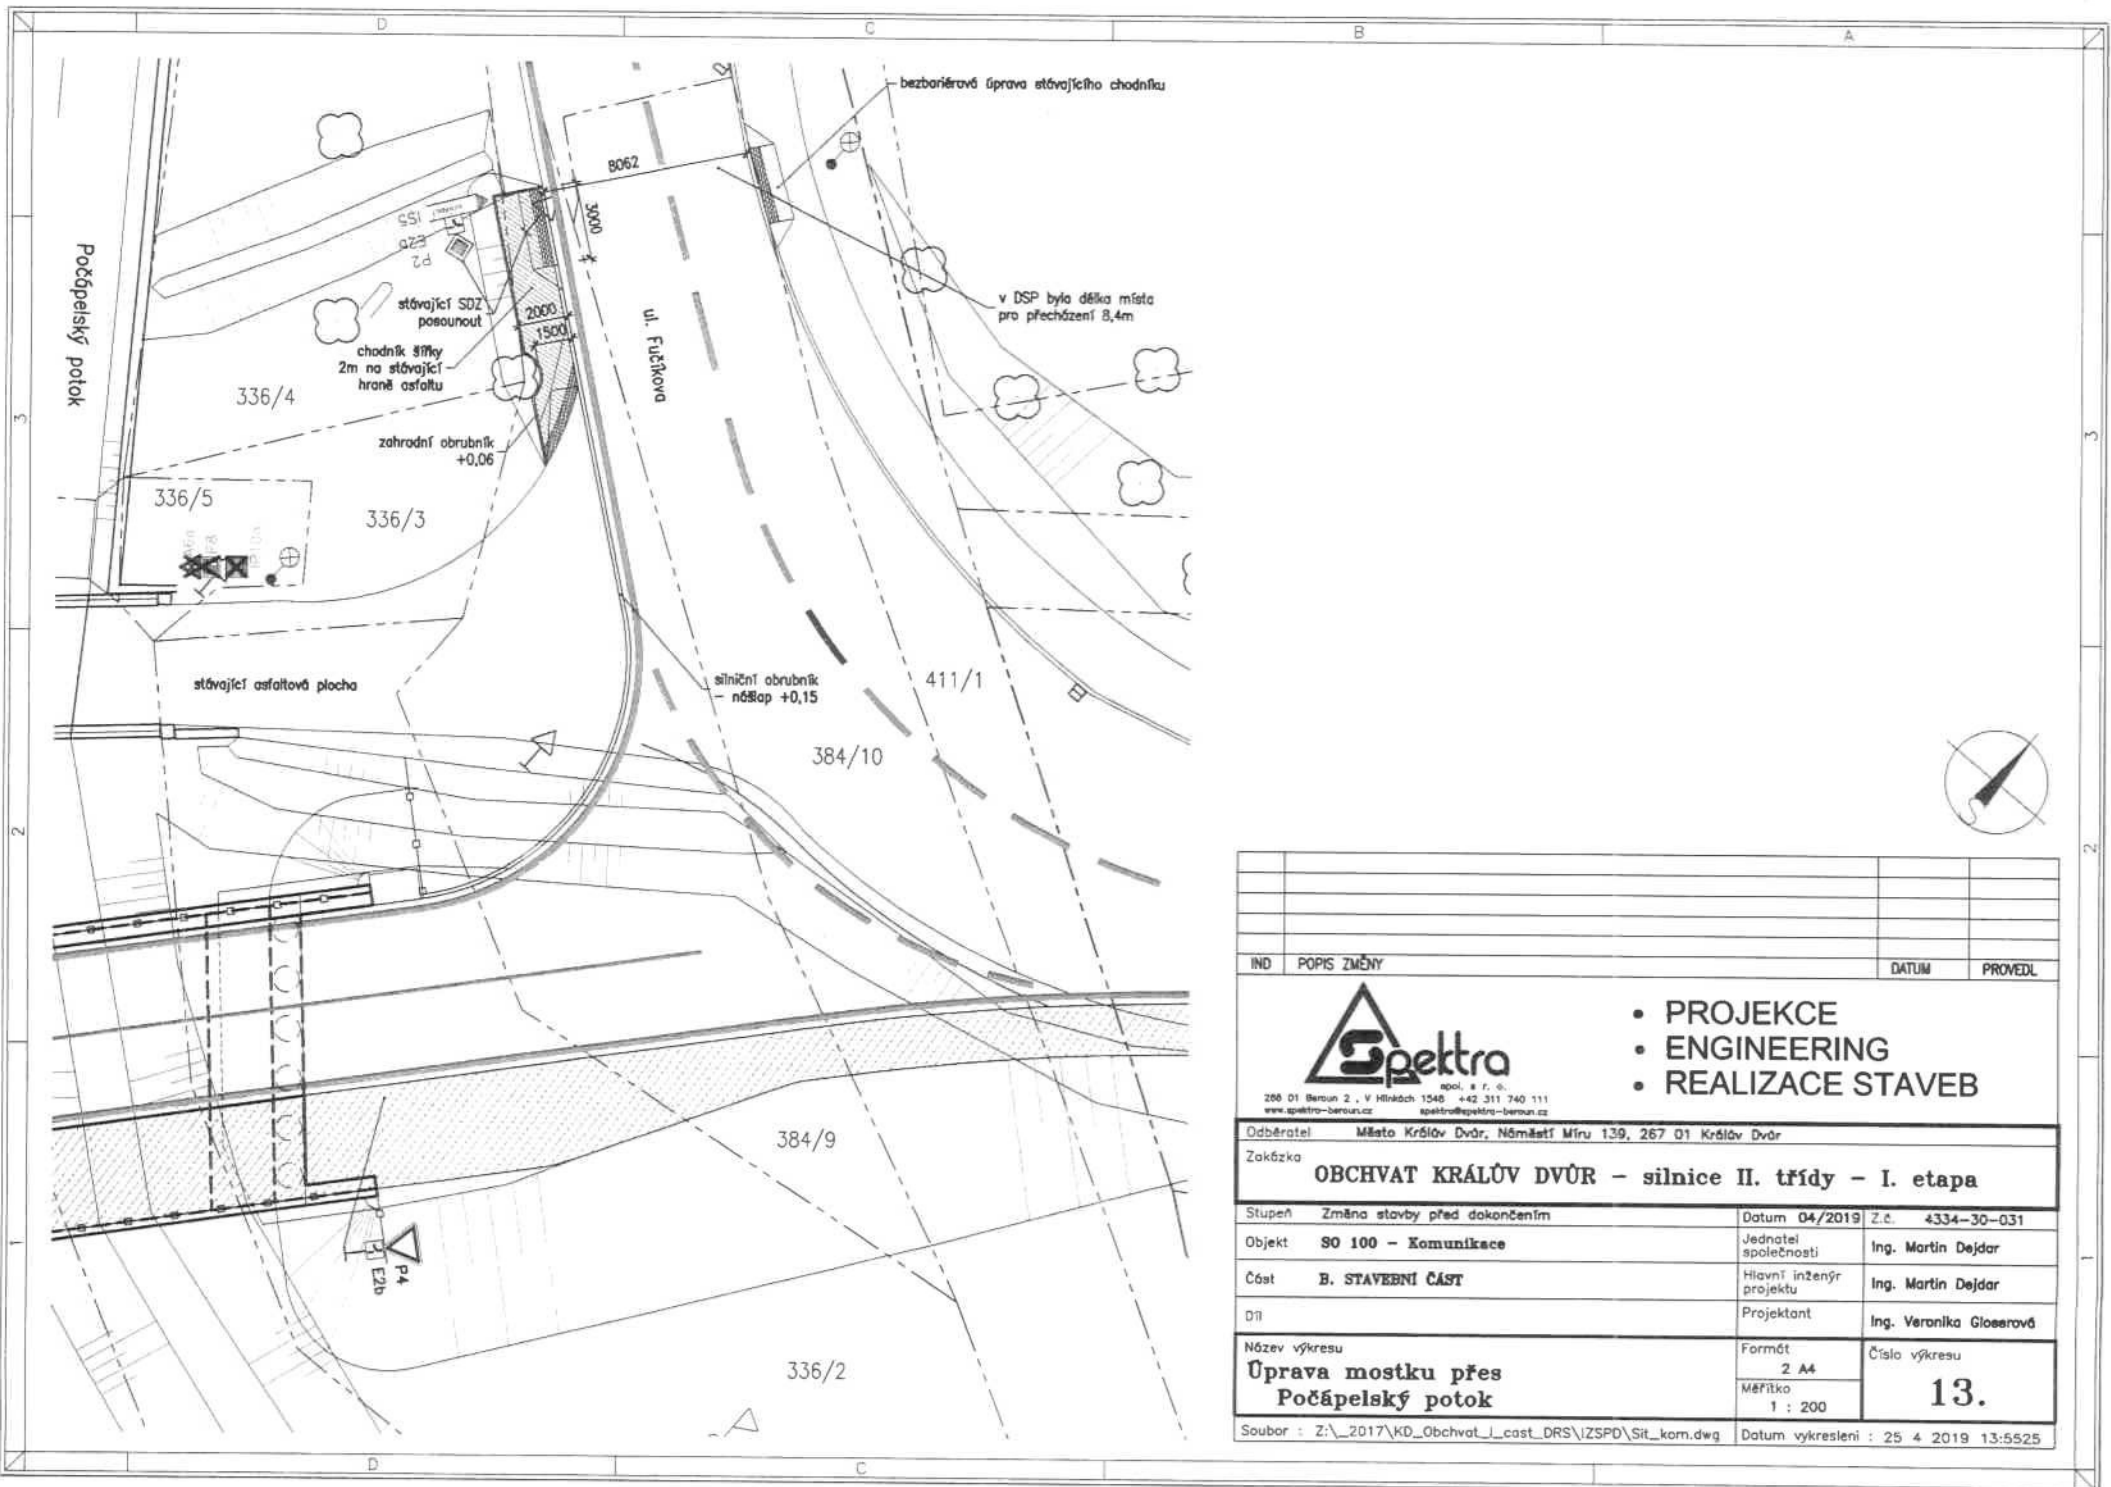 D
C
B
A
bezbariérová úprava stávajícího chodníku
8062
3000
IS5
E2b
P2
Počápelský potok
stávající SDZ
posounout
2000
1500
ul. Fučíkova
v DSP byla délka místa
pro přecházení 8,4m
chodník šířky
2m na stávající
hraně asfaltu
336/4
3
3
zahradní obrubník
+0,06
336/5
336/3
stávající asfaltová plocha
silniční obrubník
- nášlap +0,15
411/1
384/10
2
2
384/9
1
1
P4
E2b
336/2
IND POPIS ZMĚNY DATUM PROVEDL
Spektra
spol. s r. o.
266 01 Beroun 2 , V Hlinkách 1548 +42 311 740 111
www.spektra-beroun.cz spektra@spektra-beroun.cz
• PROJEKCE
• ENGINEERING
• REALIZACE STAVEB
Odběratel Město Králův Dvůr, Náměstí Míru 139, 267 01 Králův Dvůr
Zakázka
OBCHVAT KRÁLŮV DVŮR - silnice II. třídy - I. etapa
Stupeň Změna stavby před dokončením
Datum 04/2019 Z.č. 4334-30-031
Objekt SO 100 - Komunikace
Jednatel
společnosti Ing. Martin Dejdar
Část B. STAVEBNÍ ČÁST
Hlavní inženýr
projektu Ing. Martin Dejdar
Díl
Projektant Ing. Veronika Gloserová
Název výkresu
Úprava mostku přes
Počápelský potok
Formát
2 A4
Měřítko
1 : 200
Číslo výkresu
13.
Soubor : Z:\_2017\KD_Obchvat_I_cast_DRS\IZSPD\Sit_kom.dwg
Datum vykreslení : 25 4 2019 13:5525
D
C